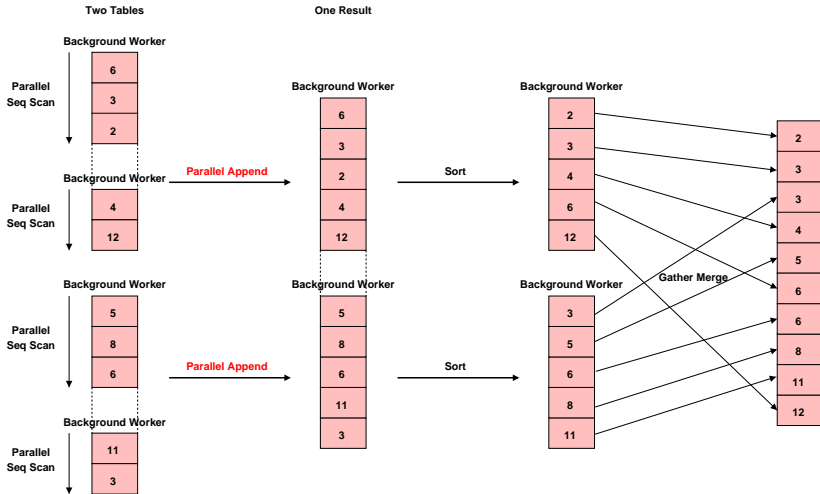 Two Tables
One Result
Background Worker
Parallel
Seq Scan
6
3
2
Background Worker
Parallel
Seq Scan
4
12
Parallel Append
Background Worker
6
3
2
4
12
Sort
Background Worker
2
3
4
6
12
Background Worker
Parallel
Seq Scan
5
8
6
Background Worker
Parallel
Seq Scan
11
3
Parallel Append
Background Worker
5
8
6
11
3
Sort
Background Worker
3
5
6
8
11
Gather Merge
2
3
3
4
5
6
6
8
11
12